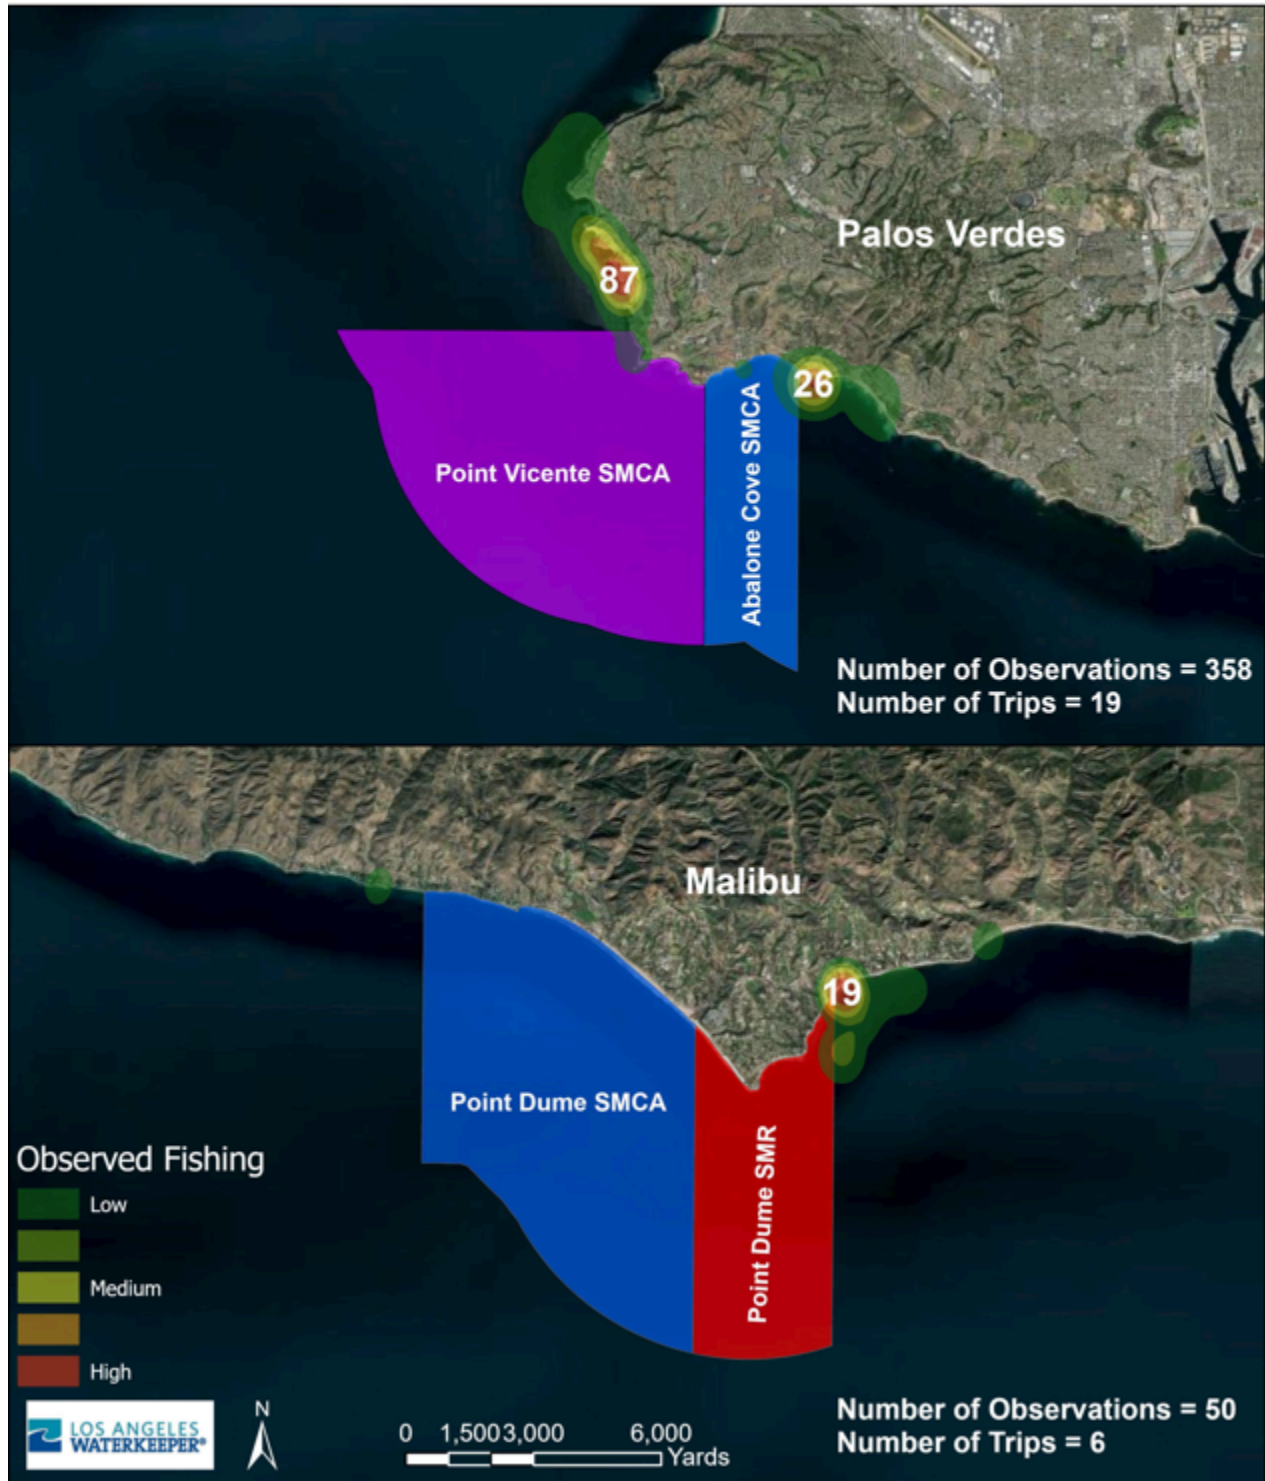 Palos Verdes
87
26
Point Vicente SMCA
Abalone Cove SMCA
Number of Observations = 358
Number of Trips = 19
Malibu
19
Point Dume SMCA
Point Dume SMR
Observed Fishing
Low
Medium
High
LOS ANGELES
WATERKEEPER®
N
0 1,500 3,000 6,000
Yards
Number of Observations = 50
Number of Trips = 6